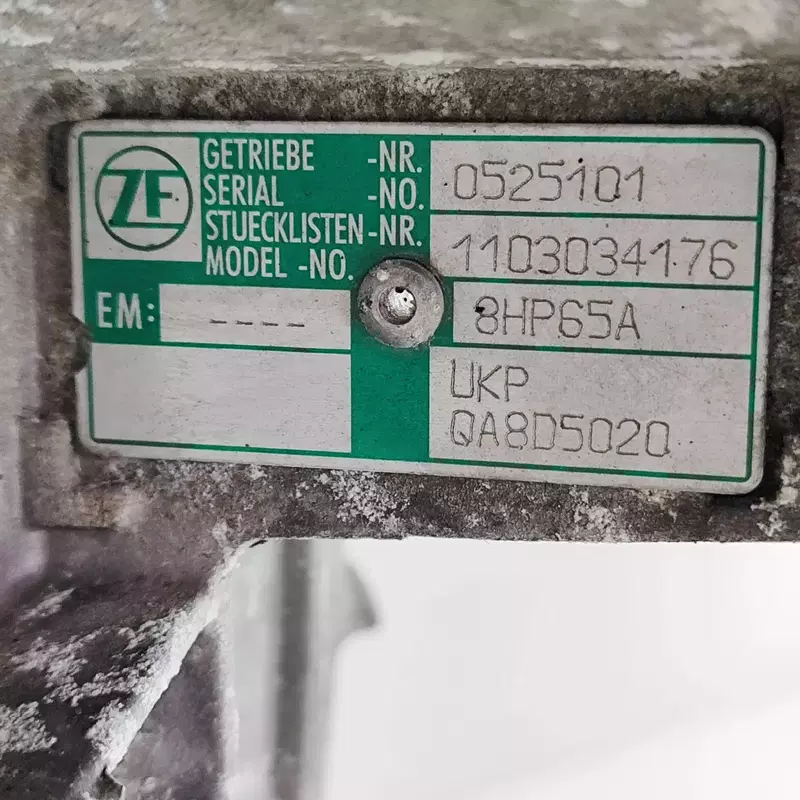 ZF
GETRIEBE -NR.
SERIAL -NO. 0525101
STUECKLISTEN-NR.
MODEL -NO. 1103034176
EM: ---- 8HP65A
UKP
QA8D5020